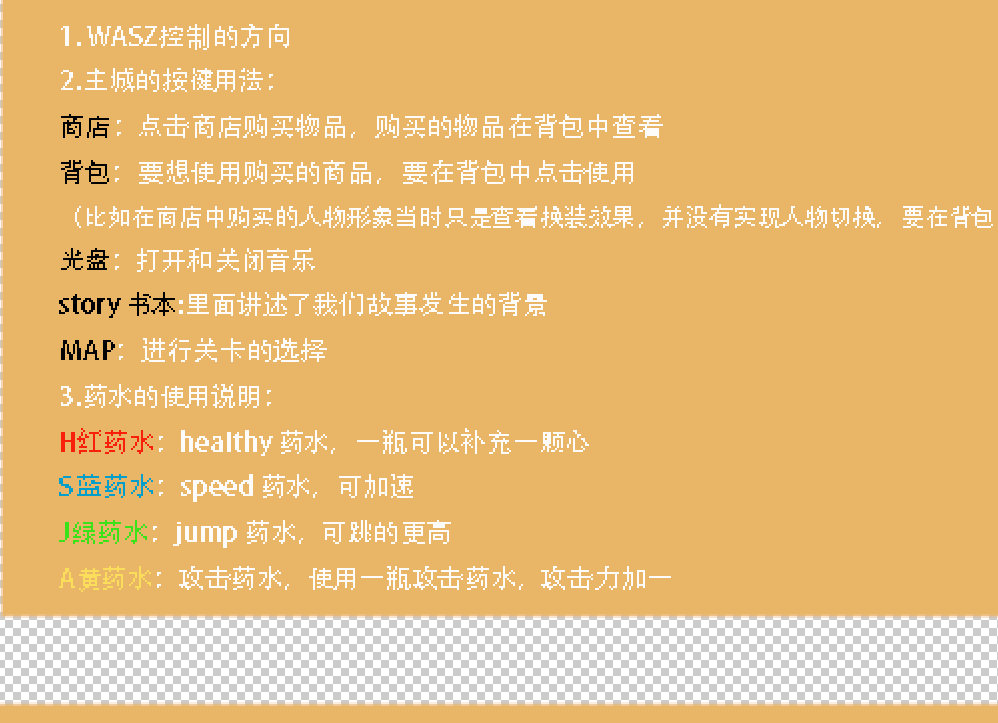 1.WASZ控制的方向
2.主城的按键用法：
商店：点击商店购买物品，购买的物品在背包中查看
背包：要想使用购买的商品，要在背包中点击使用
（比如在商店中购买的人物形象当时只是查看换装效果，并没有实现人物切换，要在背包
光盘：打开和关闭音乐
story 书本:里面讲述了我们故事发生的背景
MAP：进行关卡的选择
3.药水的使用说明：
H红药水：healthy 药水，一瓶可以补充一颗心
S蓝药水：speed 药水，可加速
J绿药水：jump 药水，可跳的更高
A黄药水：攻击药水，使用一瓶攻击药水，攻击力加一